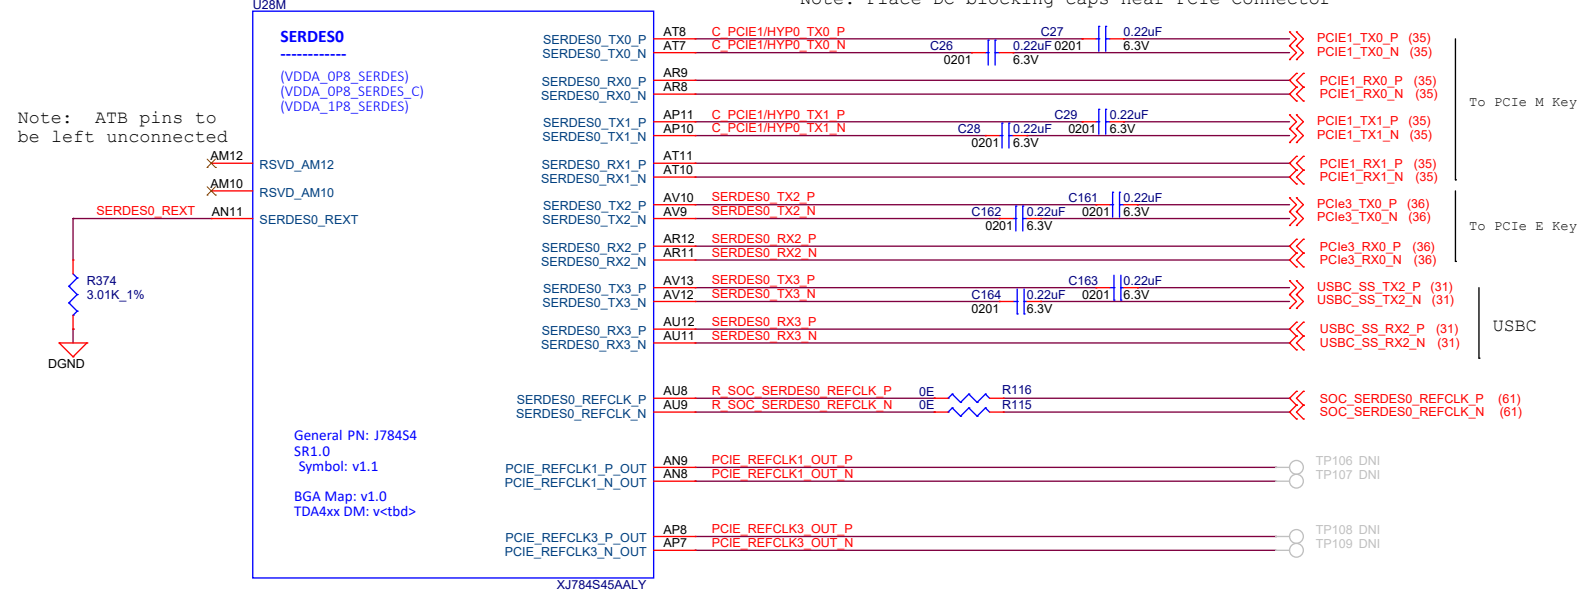 U28M
Note: Place DC blocking caps near PCIe Connector
SERDES0
------------
(VDDA_0P8_SERDES)
(VDDA_0P8_SERDES_C)
(VDDA_1P8_SERDES)
Note: ATB pins to
be left unconnected
AM12 RSVD_AM12
AM10 RSVD_AM10
SERDES0_REXT AN11 SERDES0_REXT
R374
3.01K_1%
DGND
SERDES0_TX0_P AT8 C_PCIE1/HYP0_TX0_P C27 0.22uF 0201 6.3V PCIE1_TX0_P (35)
SERDES0_TX0_N AT7 C_PCIE1/HYP0_TX0_N C26 0.22uF 0201 6.3V PCIE1_TX0_N (35)
SERDES0_RX0_P AR9 PCIE1_RX0_P (35)
SERDES0_RX0_N AR8 PCIE1_RX0_N (35)
To PCIe M Key
SERDES0_TX1_P AP11 C_PCIE1/HYP0_TX1_P C29 0.22uF 0201 6.3V PCIE1_TX1_P (35)
SERDES0_TX1_N AP10 C_PCIE1/HYP0_TX1_N C28 0.22uF 0201 6.3V PCIE1_TX1_N (35)
SERDES0_RX1_P AT11 PCIE1_RX1_P (35)
SERDES0_RX1_N AT10 PCIE1_RX1_N (35)
SERDES0_TX2_P AV10 SERDES0_TX2_P C161 0.22uF 0201 6.3V PCIe3_TX0_P (36)
SERDES0_TX2_N AV9 SERDES0_TX2_N C162 0.22uF 0201 6.3V PCIe3_TX0_N (36)
To PCIe E Key
SERDES0_RX2_P AR12 SERDES0_RX2_P PCIe3_RX0_P (36)
SERDES0_RX2_N AR11 SERDES0_RX2_N PCIe3_RX0_N (36)
SERDES0_TX3_P AV13 SERDES0_TX3_P C163 0.22uF 0201 6.3V USBC_SS_TX2_P (31)
SERDES0_TX3_N AV12 SERDES0_TX3_N C164 0.22uF 0201 6.3V USBC_SS_TX2_N (31)
USBC
SERDES0_RX3_P AU12 SERDES0_RX3_P USBC_SS_RX2_P (31)
SERDES0_RX3_N AU11 SERDES0_RX3_N USBC_SS_RX2_N (31)
SERDES0_REFCLK_P AU8 R_SOC_SERDES0_REFCLK_P 0E R116 SOC_SERDES0_REFCLK_P (61)
SERDES0_REFCLK_N AU9 R_SOC_SERDES0_REFCLK_N 0E R115 SOC_SERDES0_REFCLK_N (61)
General PN: J784S4
SR1.0
Symbol: v1.1
BGA Map: v1.0
TDA4xx DM: v<tbd>
PCIE_REFCLK1_P_OUT AN9 PCIE_REFCLK1_OUT_P TP106 DNI
PCIE_REFCLK1_N_OUT AN8 PCIE_REFCLK1_OUT_N TP107 DNI
PCIE_REFCLK3_P_OUT AP8 PCIE_REFCLK3_OUT_P TP108 DNI
PCIE_REFCLK3_N_OUT AP7 PCIE_REFCLK3_OUT_N TP109 DNI
XJ784S45AALY